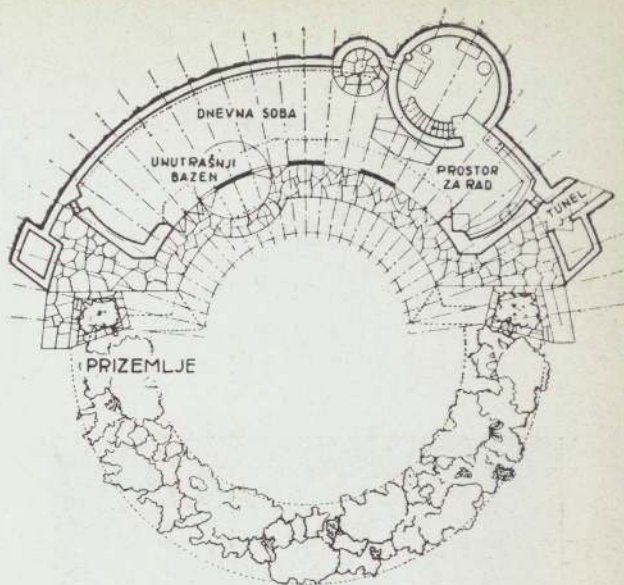 DNEVNA SOBA
UNUTRAŠNJI
BAZEN
PROSTOR
ZA RAD
TUNEL
PRIZEMLJE